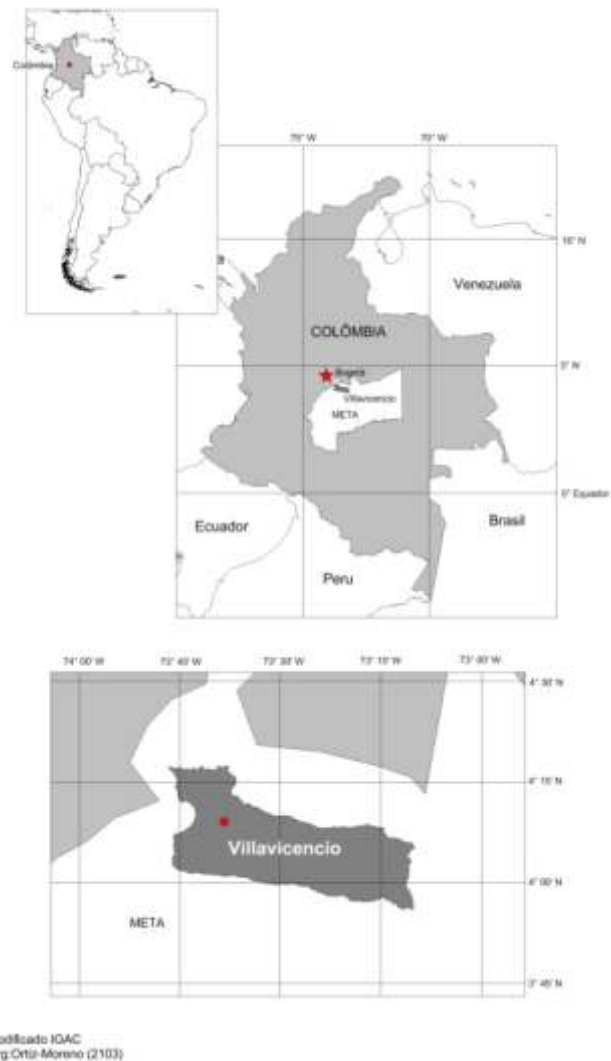 Colômbia
75° W 70° W
10° N
Venezuela
COLÔMBIA
5° N
Bogotá
Villavicencio
META
0° Equador
Ecuador
Brasil
Peru
74° 00' W 73° 45' W 73° 30' W 73° 15' W 73° 00' W
4° 30' N
4° 15' N
Villavicencio
4° 00' N
META
3° 45' N
odificado IGAC
rg:Ortiz-Moreno (2103)